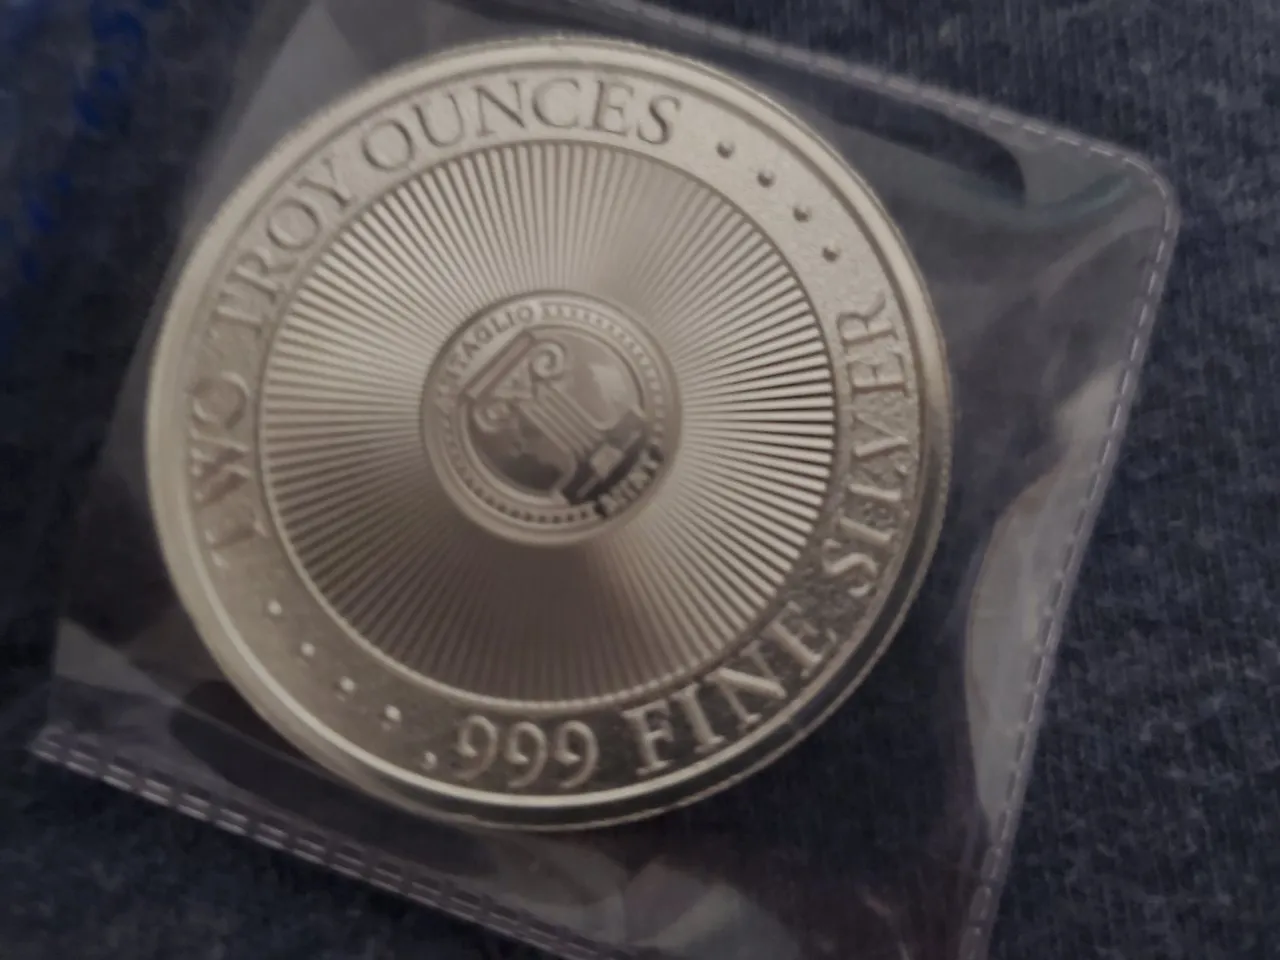 TWO TROY OUNCES
.999 FINE SILVER
INTAGLIO
MINT